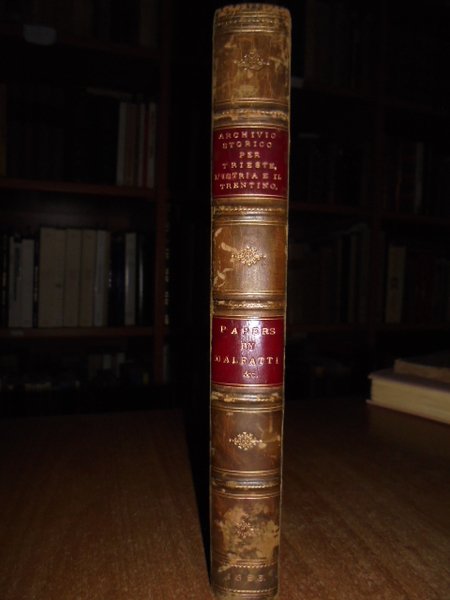 ARCHIVIO
STORICO
PER
TRIESTE,
L'ISTRIA E IL
TRENTINO.
PAPERS
BY
MALFATTI
&C.